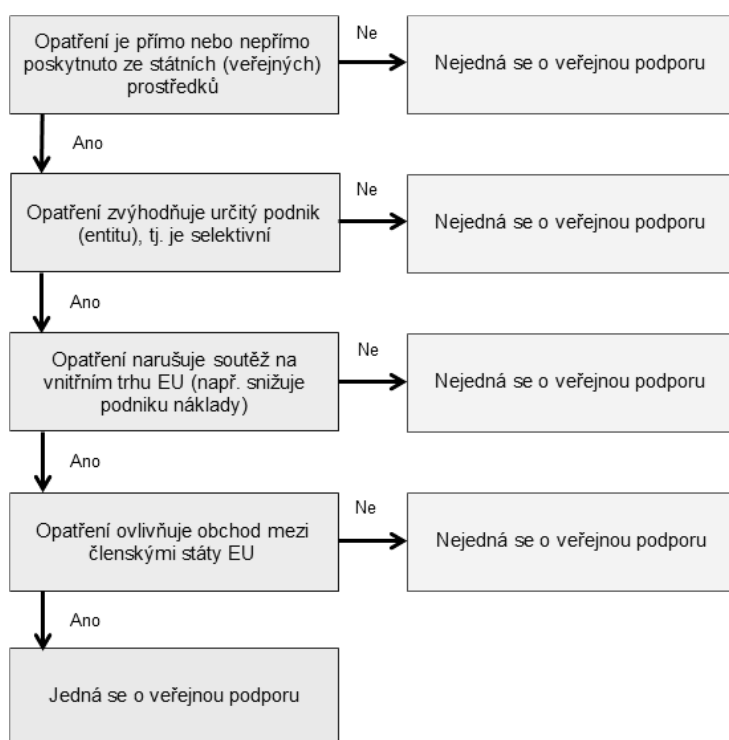 Opatření je přímo nebo nepřímo
poskytnuto ze státních (veřejných)
prostředků
Ne
Nejedná se o veřejnou podporu
Ano
Opatření zvýhodňuje určitý podnik
(entitu), tj. je selektivní
Ne
Nejedná se o veřejnou podporu
Ano
Opatření narušuje soutěž na
vnitřním trhu EU (např. snižuje
podniku náklady)
Ne
Nejedná se o veřejnou podporu
Ano
Opatření ovlivňuje obchod mezi
členskými státy EU
Ne
Nejedná se o veřejnou podporu
Ano
Jedná se o veřejnou podporu